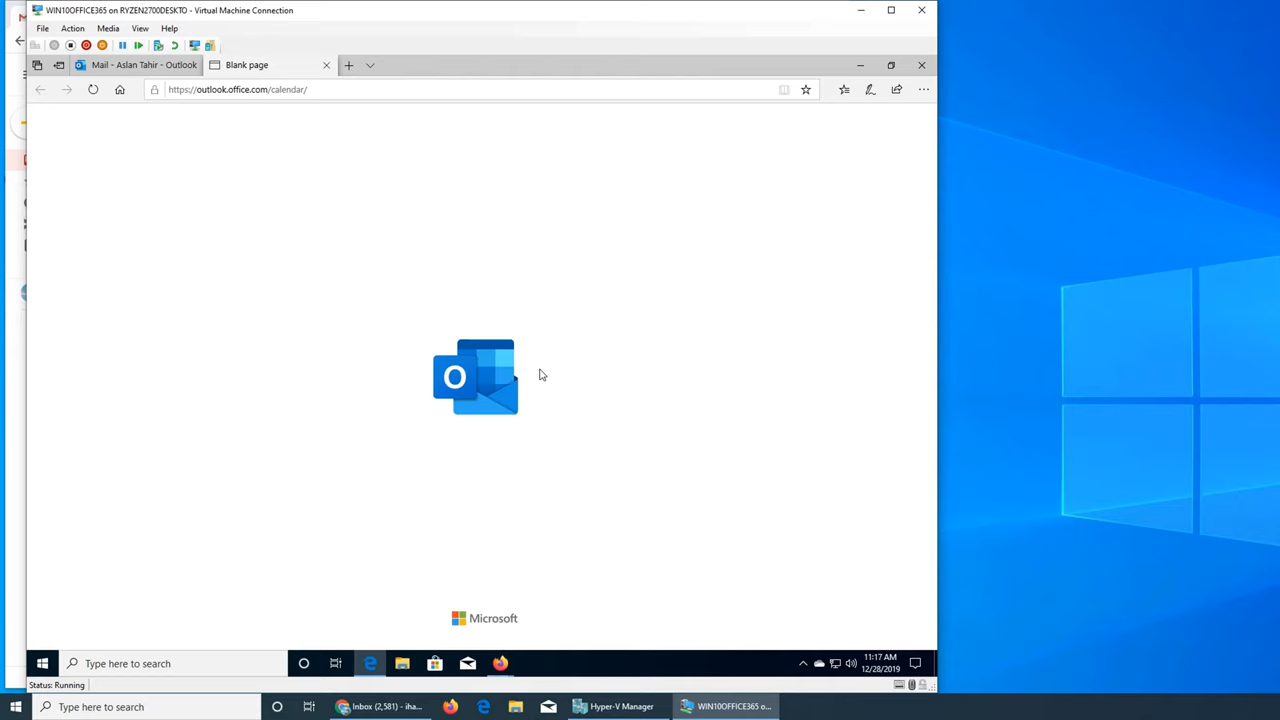 WIN10OFFICE365 on RYZEN2700DESKTO - Virtual Machine Connection
File Action Media View Help
Mail - Aslan Tahir - Outlook
Blank page
https://outlook.office.com/calendar/
O
Microsoft
Type here to search
11:17 AM
12/28/2019
Status: Running
Type here to search
Inbox (2,581) - iha...
Hyper-V Manager
WIN10OFFICE365 o...